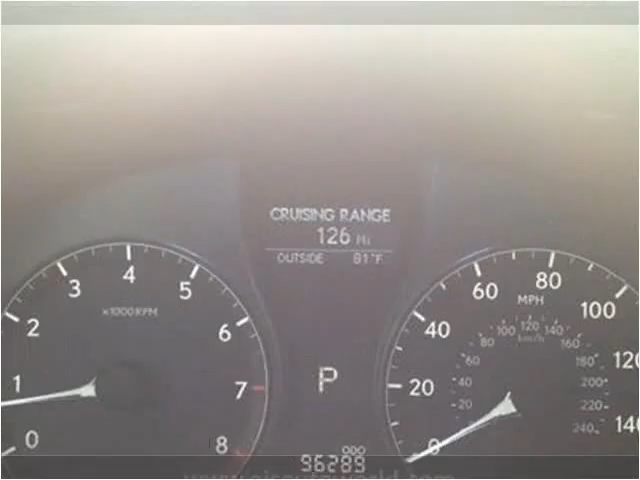 CRUISING RANGE
126 Mi
OUTSIDE 81°F
0 1 2 3 4 5 6 7 8
x1000RPM
P
ODO
96289
0 20 40 60 80 100 120 140
MPH
20 40 60 80 100 120 140 160 180 200 220 240
km/h